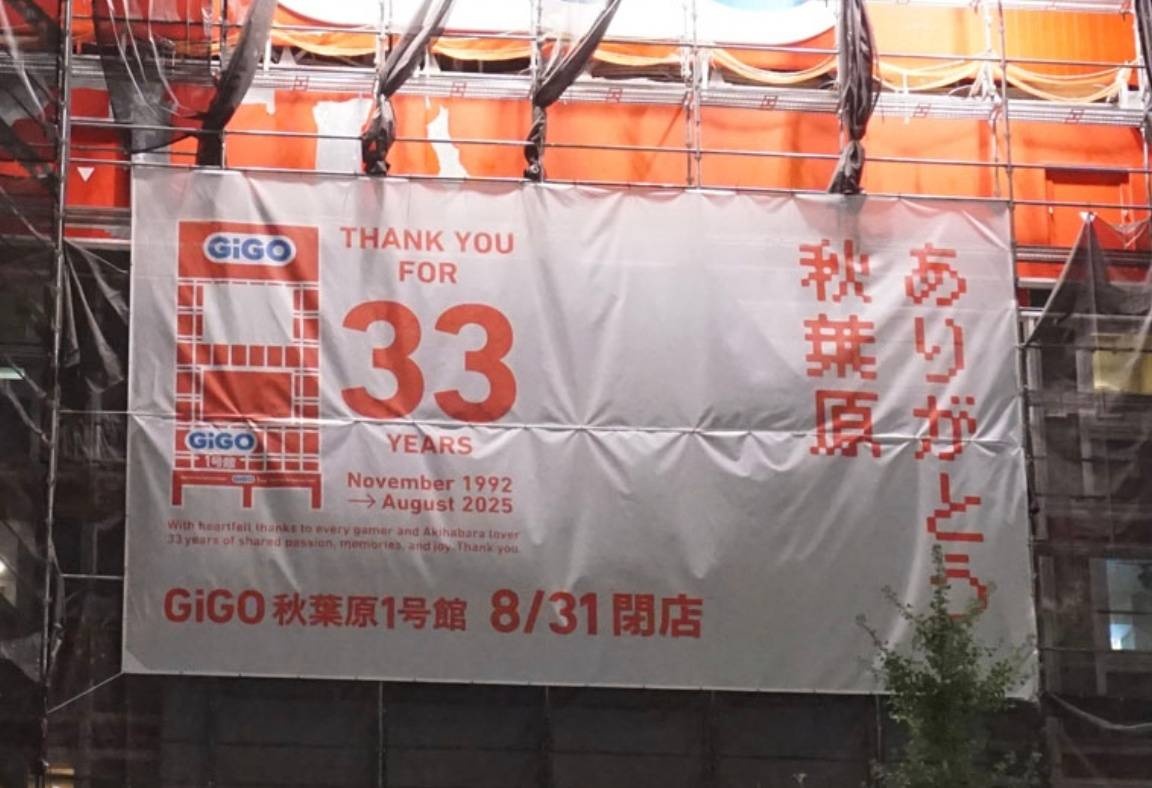 GiGO
GiGO
1号館
THANK YOU
FOR
33
YEARS
November 1992
→ August 2025
With heartfelt thanks to every gamer and Akihabara lover
33 years of shared passion, memories, and joy. Thank you.
GiGO 秋葉原1号館 8/31 閉店
ありがとう
秋葉原